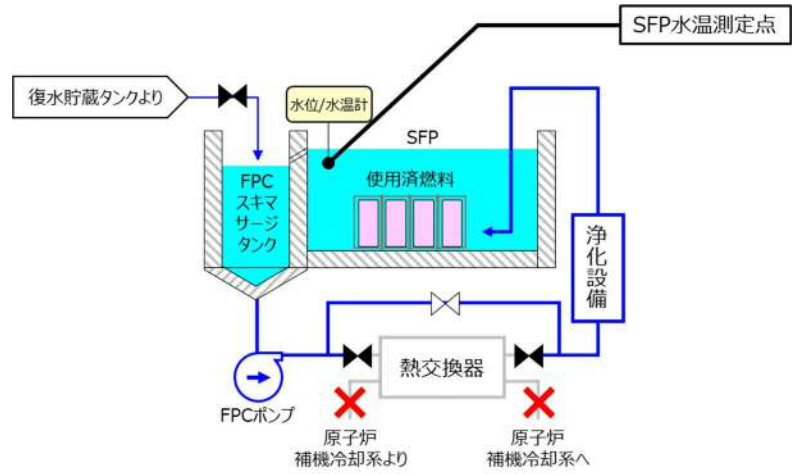 SFP水温測定点
復水貯蔵タンクより
水位/水温計
SFP
FPC
スキマ
サージ
タンク
使用済燃料
浄化設備
熱交換器
FPCポンプ
原子炉
補機冷却系より
原子炉
補機冷却系へ